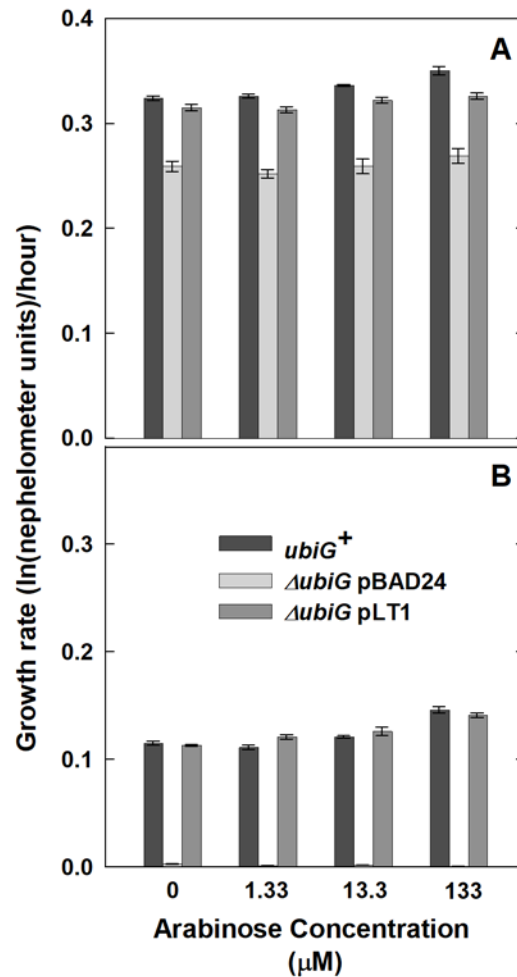 Growth rate (ln(nephelometer units)/hour)
0.4
A
0.3
0.2
0.1
0.0
B
ubiG+
0.3
ΔubiG pBAD24
ΔubiG pLT1
0.2
0.1
0.0
0 1.33 13.3 133
Arabinose Concentration
(μM)